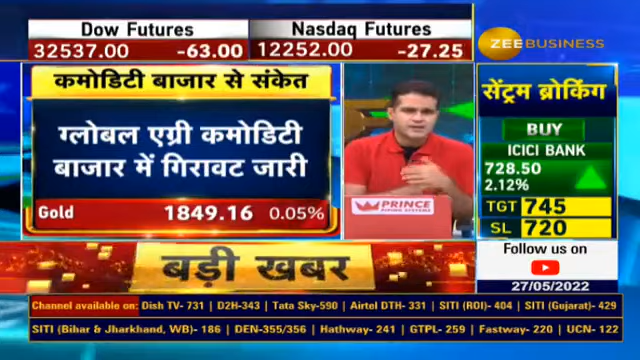 Dow Futures
32537.00 -63.00
Nasdaq Futures
12252.00 -27.25
ZEE BUSINESS
कमोडिटी बाजार से संकेत
ग्लोबल एग्री कमोडिटी
बाजार में गिरावट जारी
Gold 1849.16 0.05%
PRINCE
PIPING SYSTEMS
सेंट्रम ब्रोकिंग
BUY
ICICI BANK
728.50
2.12%
TGT 745
SL 720
बड़ी खबर
Follow us on
27/05/2022
Channel available on: Dish TV- 731 | D2H-343 | Tata Sky-590 | Airtel DTH- 331 | SITI (ROI)- 404 | SITI (Gujarat)- 429
SITI (Bihar & Jharkhand, WB)- 186 | DEN-355/356 | Hathway- 241 | GTPL- 259 | Fastway- 220 | UCN- 122